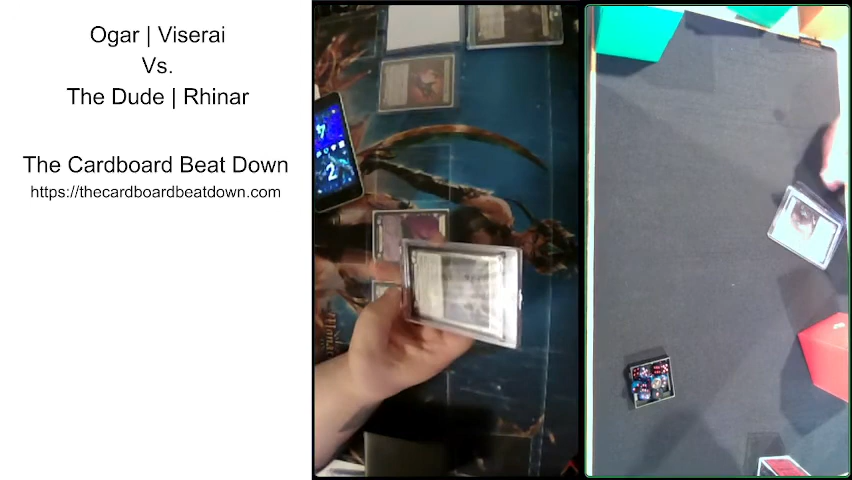 Ogar | Viserai
Vs.
The Dude | Rhinar
The Cardboard Beat Down
https://thecardboardbeatdown.com